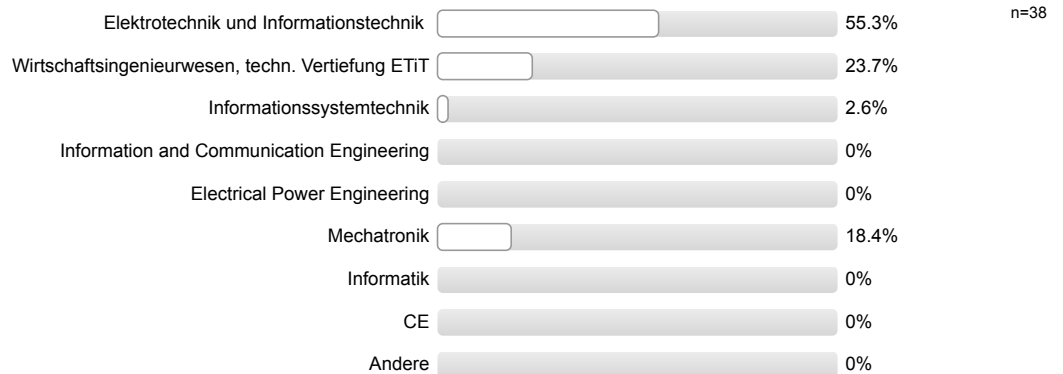 Elektrotechnik und Informationstechnik 55.3% n=38
Wirtschaftsingenieurwesen, techn. Vertiefung ETiT 23.7%
Informationssystemtechnik 2.6%
Information and Communication Engineering 0%
Electrical Power Engineering 0%
Mechatronik 18.4%
Informatik 0%
CE 0%
Andere 0%